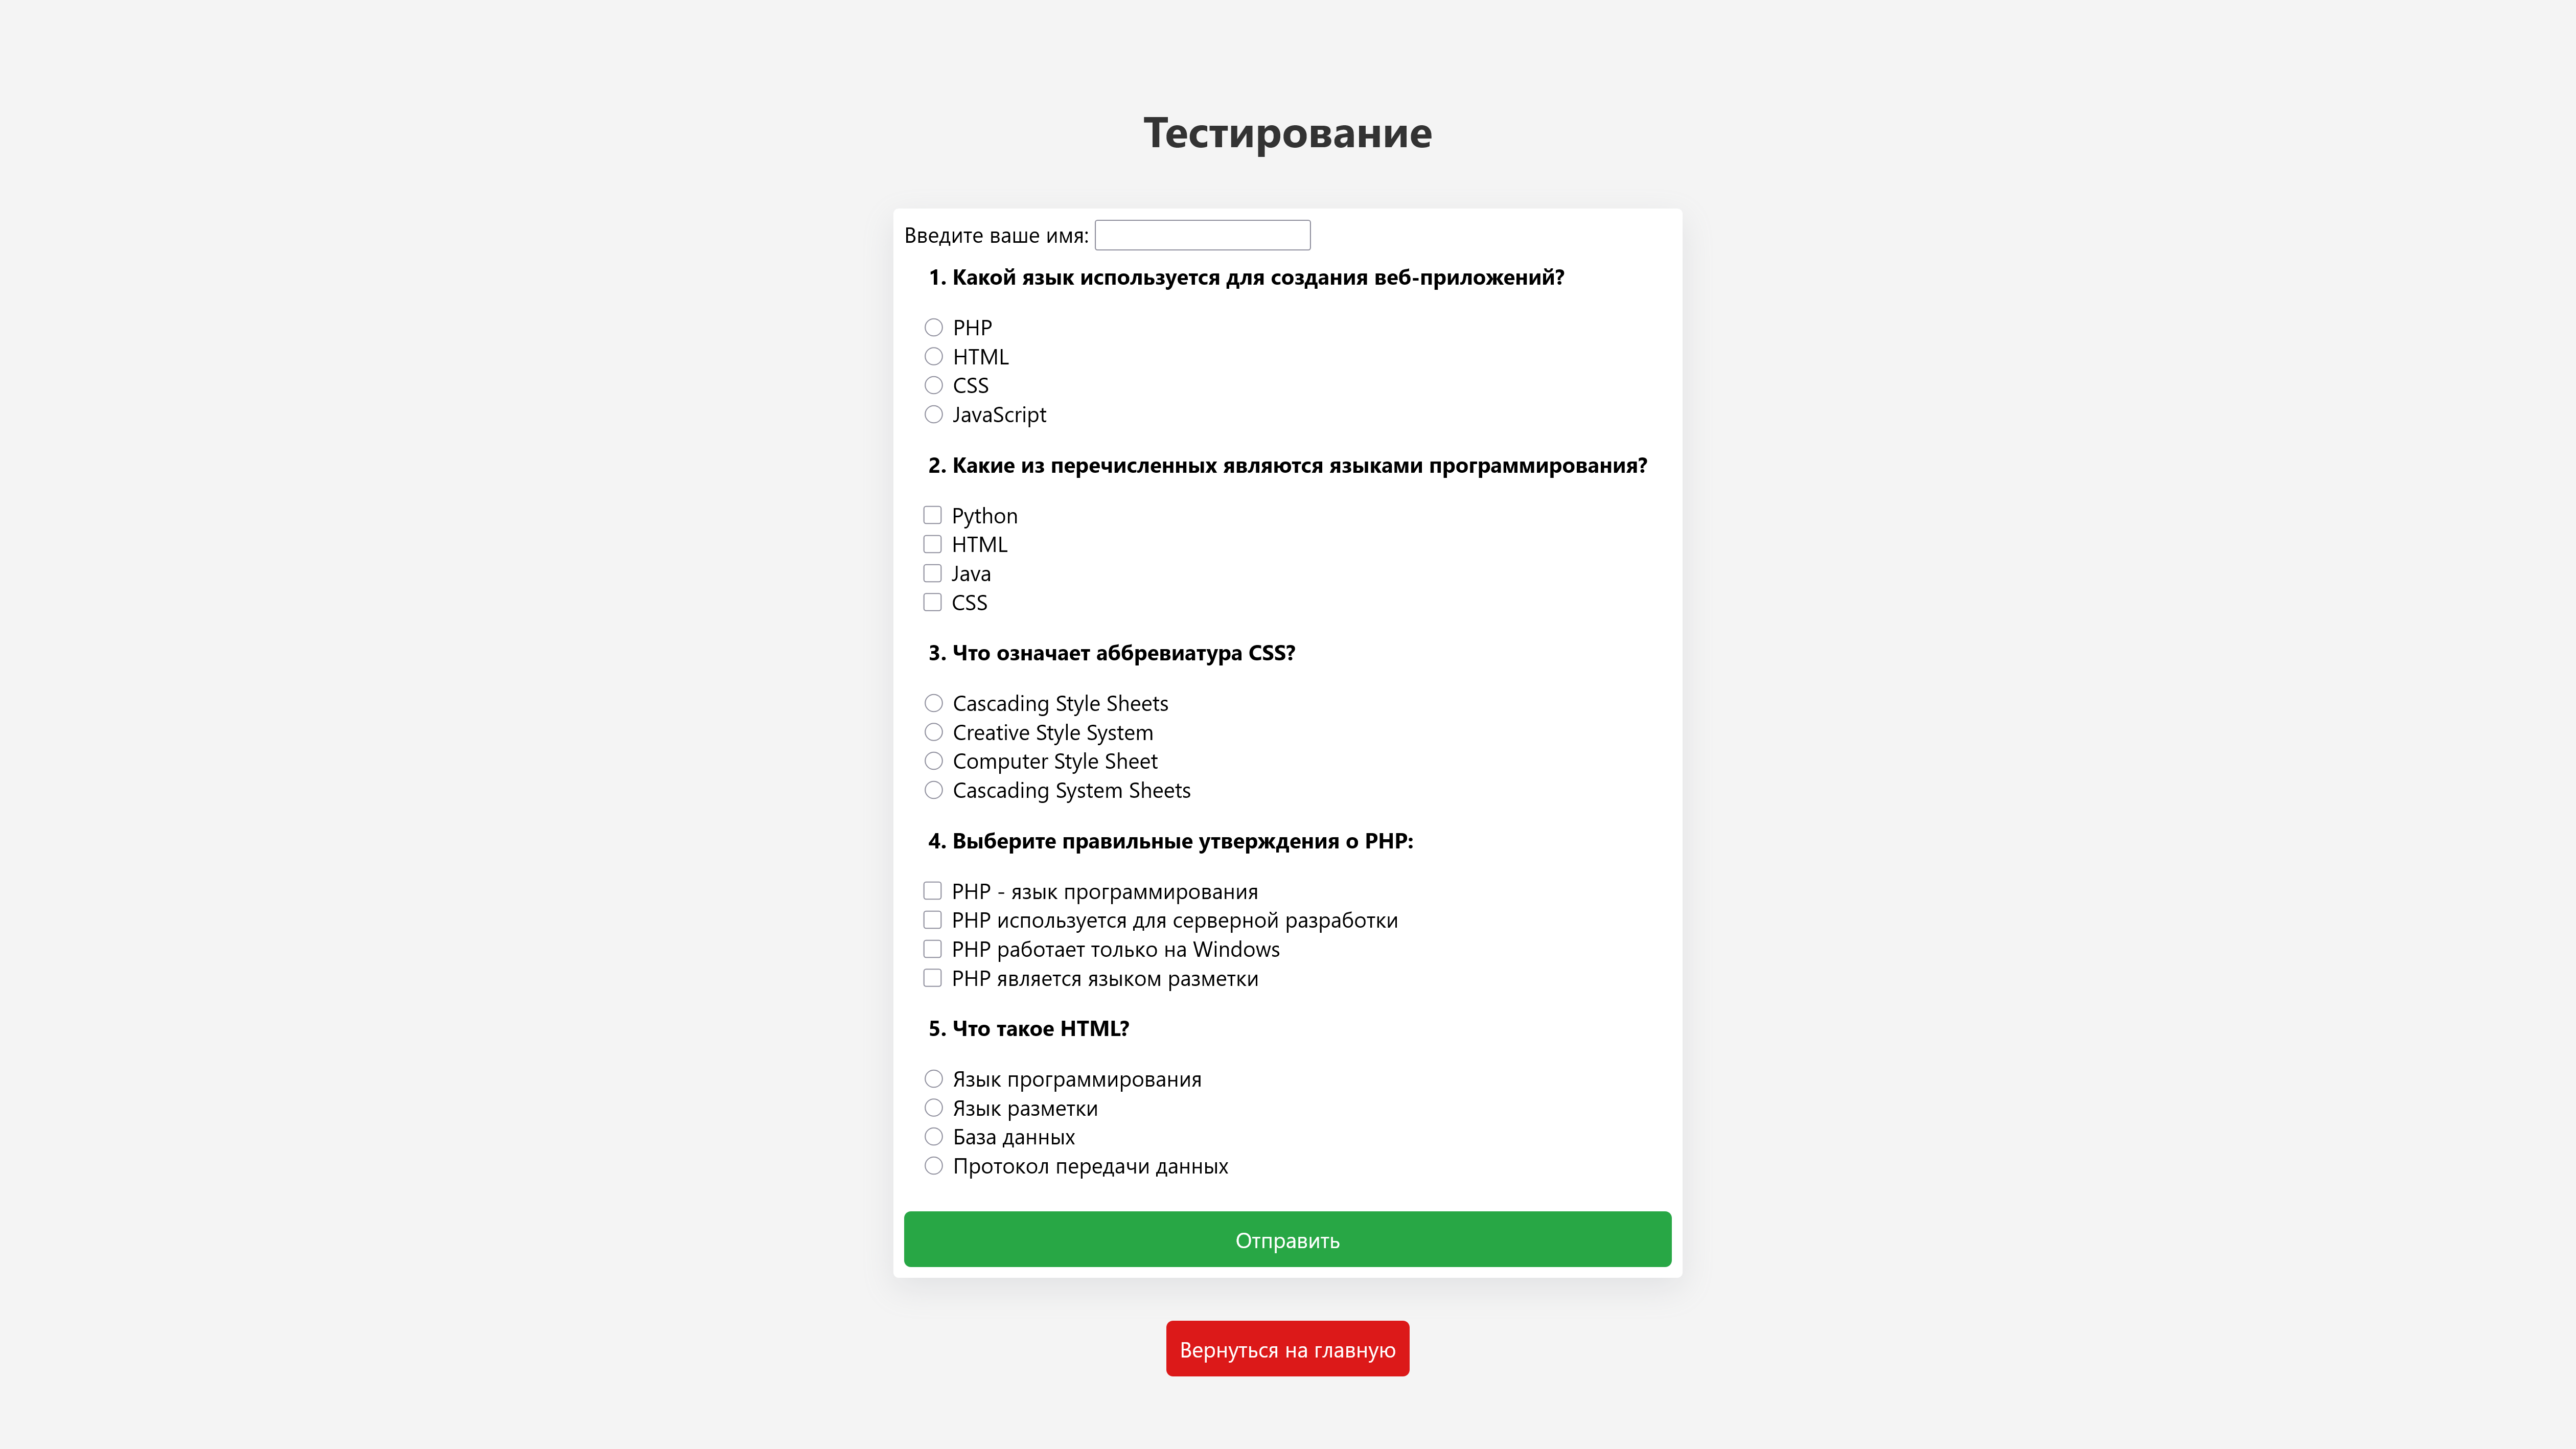 Тестирование
Введите ваше имя:
1. Какой язык используется для создания веб-приложений?
PHP
HTML
CSS
JavaScript
2. Какие из перечисленных являются языками программирования?
Python
HTML
Java
CSS
3. Что означает аббревиатура CSS?
Cascading Style Sheets
Creative Style System
Computer Style Sheet
Cascading System Sheets
4. Выберите правильные утверждения о PHP:
PHP - язык программирования
PHP используется для серверной разработки
PHP работает только на Windows
PHP является языком разметки
5. Что такое HTML?
Язык программирования
Язык разметки
База данных
Протокол передачи данных
Отправить
Вернуться на главную